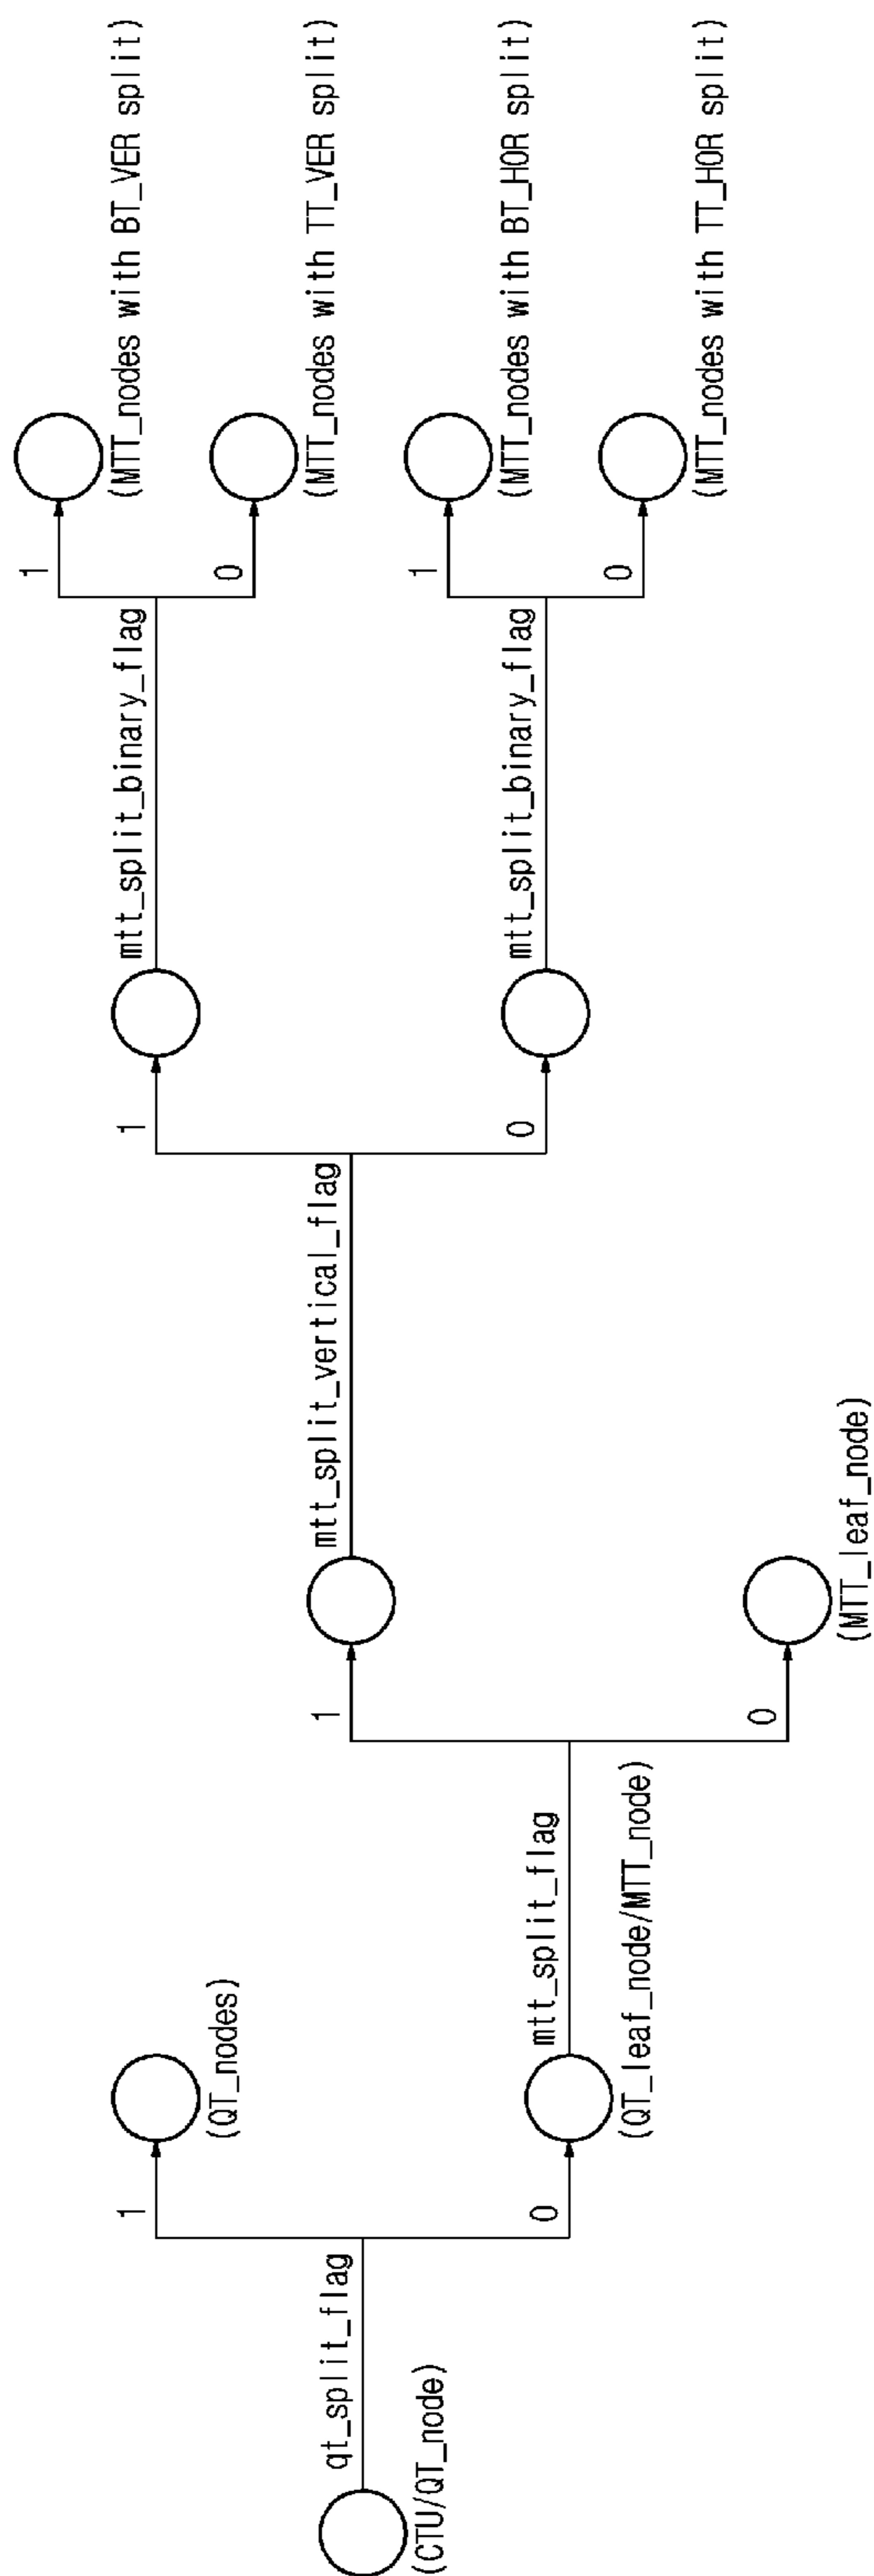 (CTU/QT_node)
qt_split_flag
1
(QT_nodes)
0
(QT_leaf_node/MTT_node)
mtt_split_flag
1
0
(MTT_leaf_node)
mtt_split_vertical_flag
1
mtt_split_binary_flag
1
(MTT_nodes with BT_VER split)
0
(MTT_nodes with TT_VER split)
0
mtt_split_binary_flag
1
(MTT_nodes with BT_HOR split)
0
(MTT_nodes with TT_HOR split)